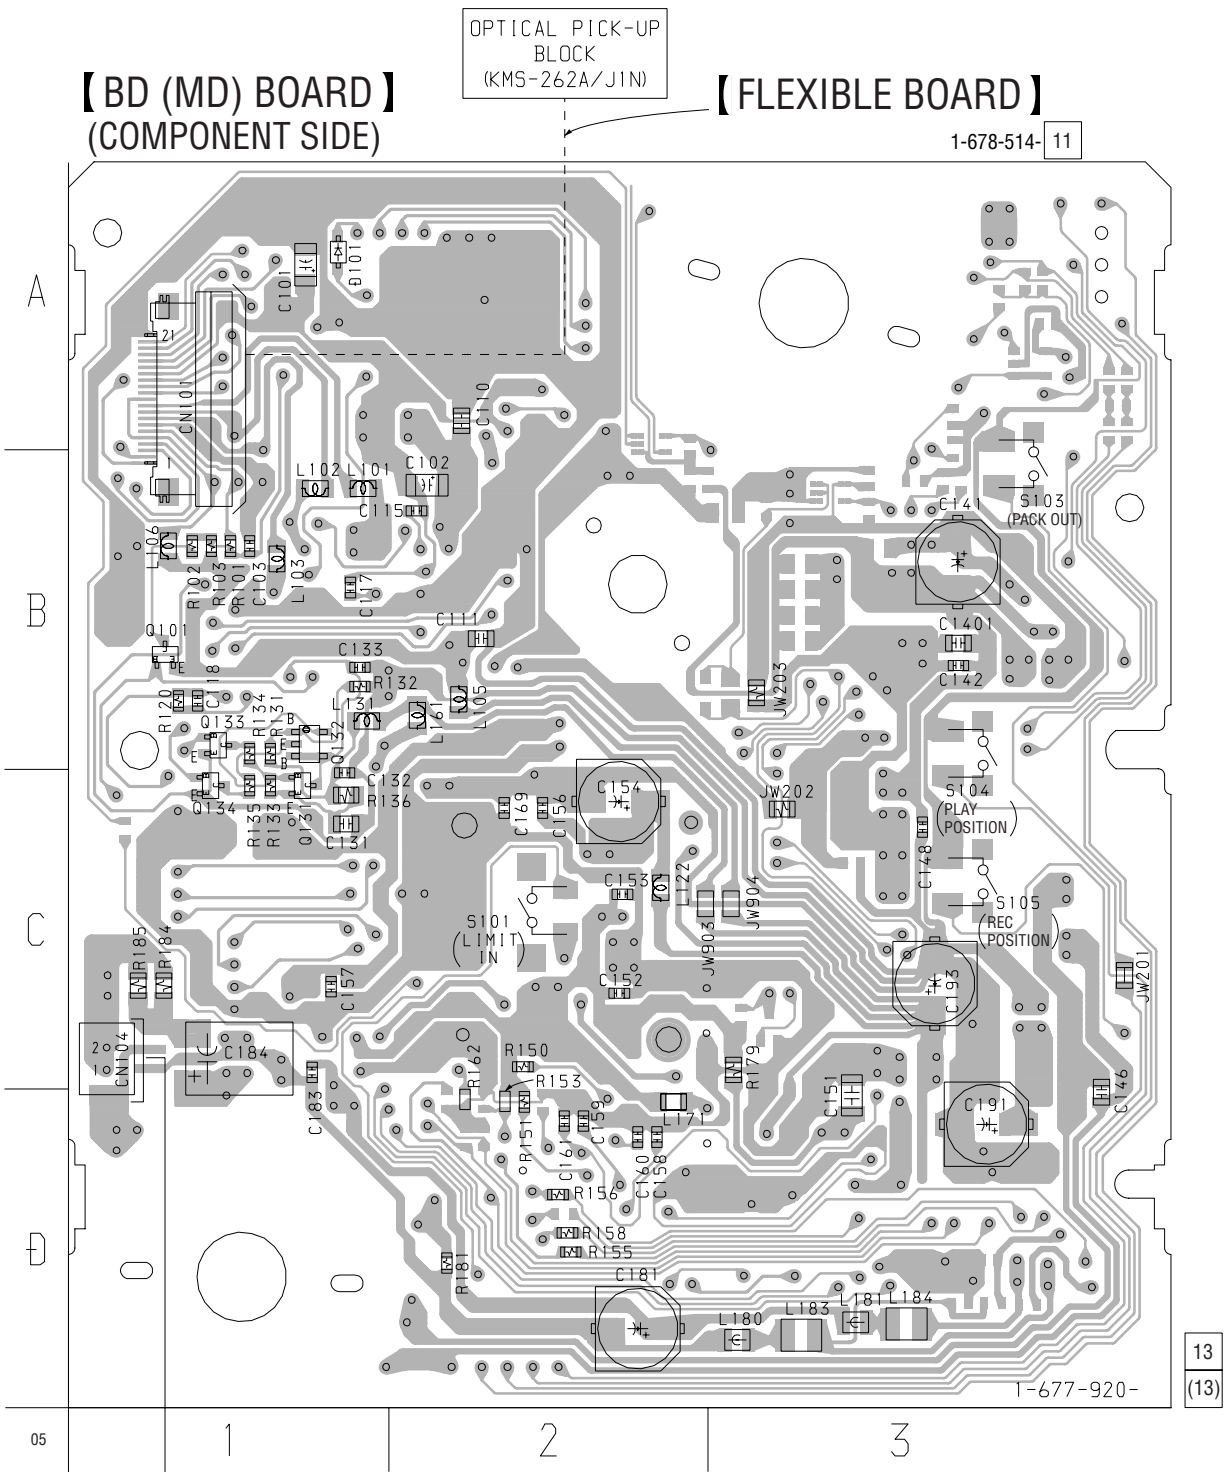 OPTICAL PICK-UP
BLOCK
(KMS-262A/J1N)
【BD (MD) BOARD】
(COMPONENT SIDE)
【FLEXIBLE BOARD】
1-678-514- 11
A
C101
D101
21
CN101
1
C110
L102
L101
C102
C115
S103
(PACK OUT)
C141
L106
R102
R103
R101
C103
L103
C117
B
Q101
E
C111
C1401
C142
C133
R132
R120
C118
R134
R131
L131
L161
L105
JW203
Q133
B
E
E
B
Q132
C132
R136
Q134
E
R135
R133
Q131
E
C131
C169
C156
C154
JW202
S104
(PLAY
POSITION)
C148
C153
L122
JW903
JW904
S101
(LIMIT
IN)
S105
(REC
POSITION)
C
R185
R184
C157
C152
C193
JW201
2
1
CN104
C184
+
C183
R162
R150
R153
R151
C161
C159
C160
C158
L171
R179
C151
C191
C146
R156
R158
R155
D
R181
C181
L180
L183
L181
L184
1-677-920-
13
(13)
05
1
2
3